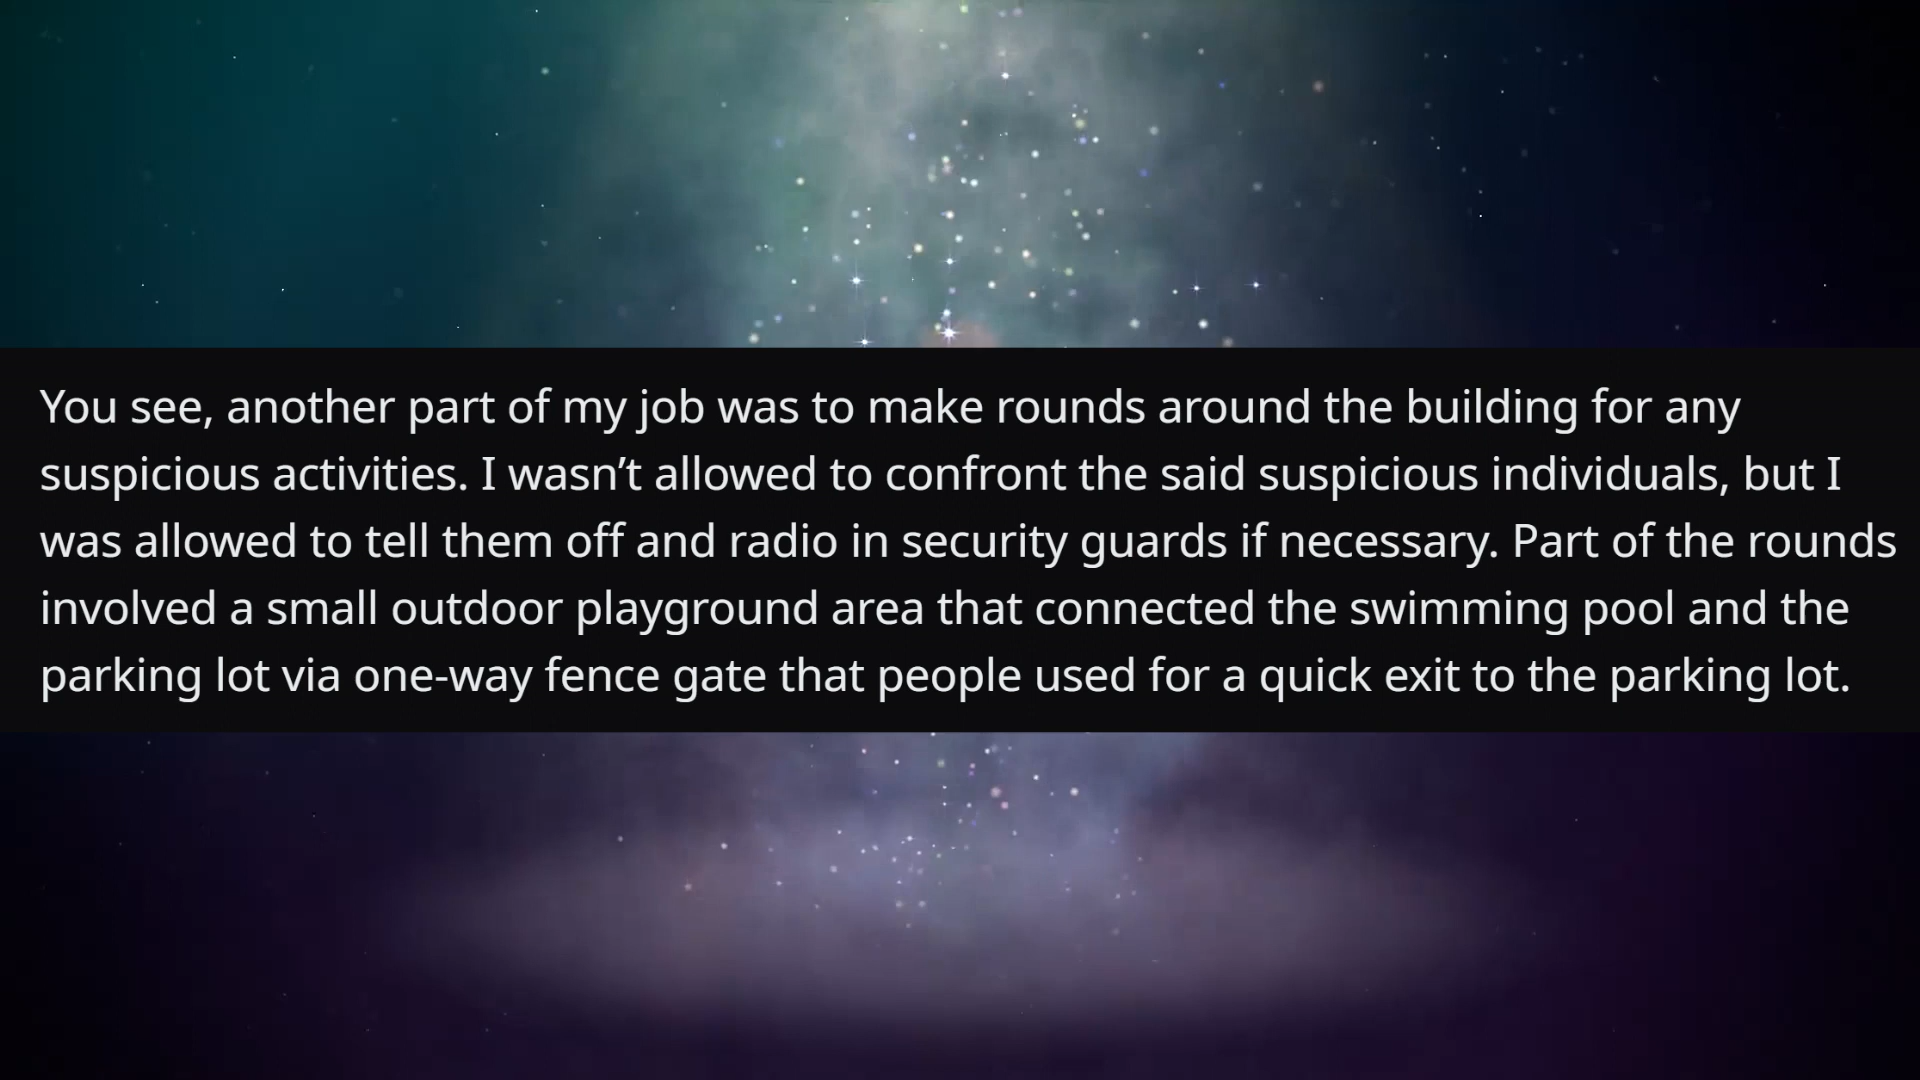 You see, another part of my job was to make rounds around the building for any
suspicious activities. I wasn’t allowed to confront the said suspicious individuals, but I
was allowed to tell them off and radio in security guards if necessary. Part of the rounds
involved a small outdoor playground area that connected the swimming pool and the
parking lot via one-way fence gate that people used for a quick exit to the parking lot.